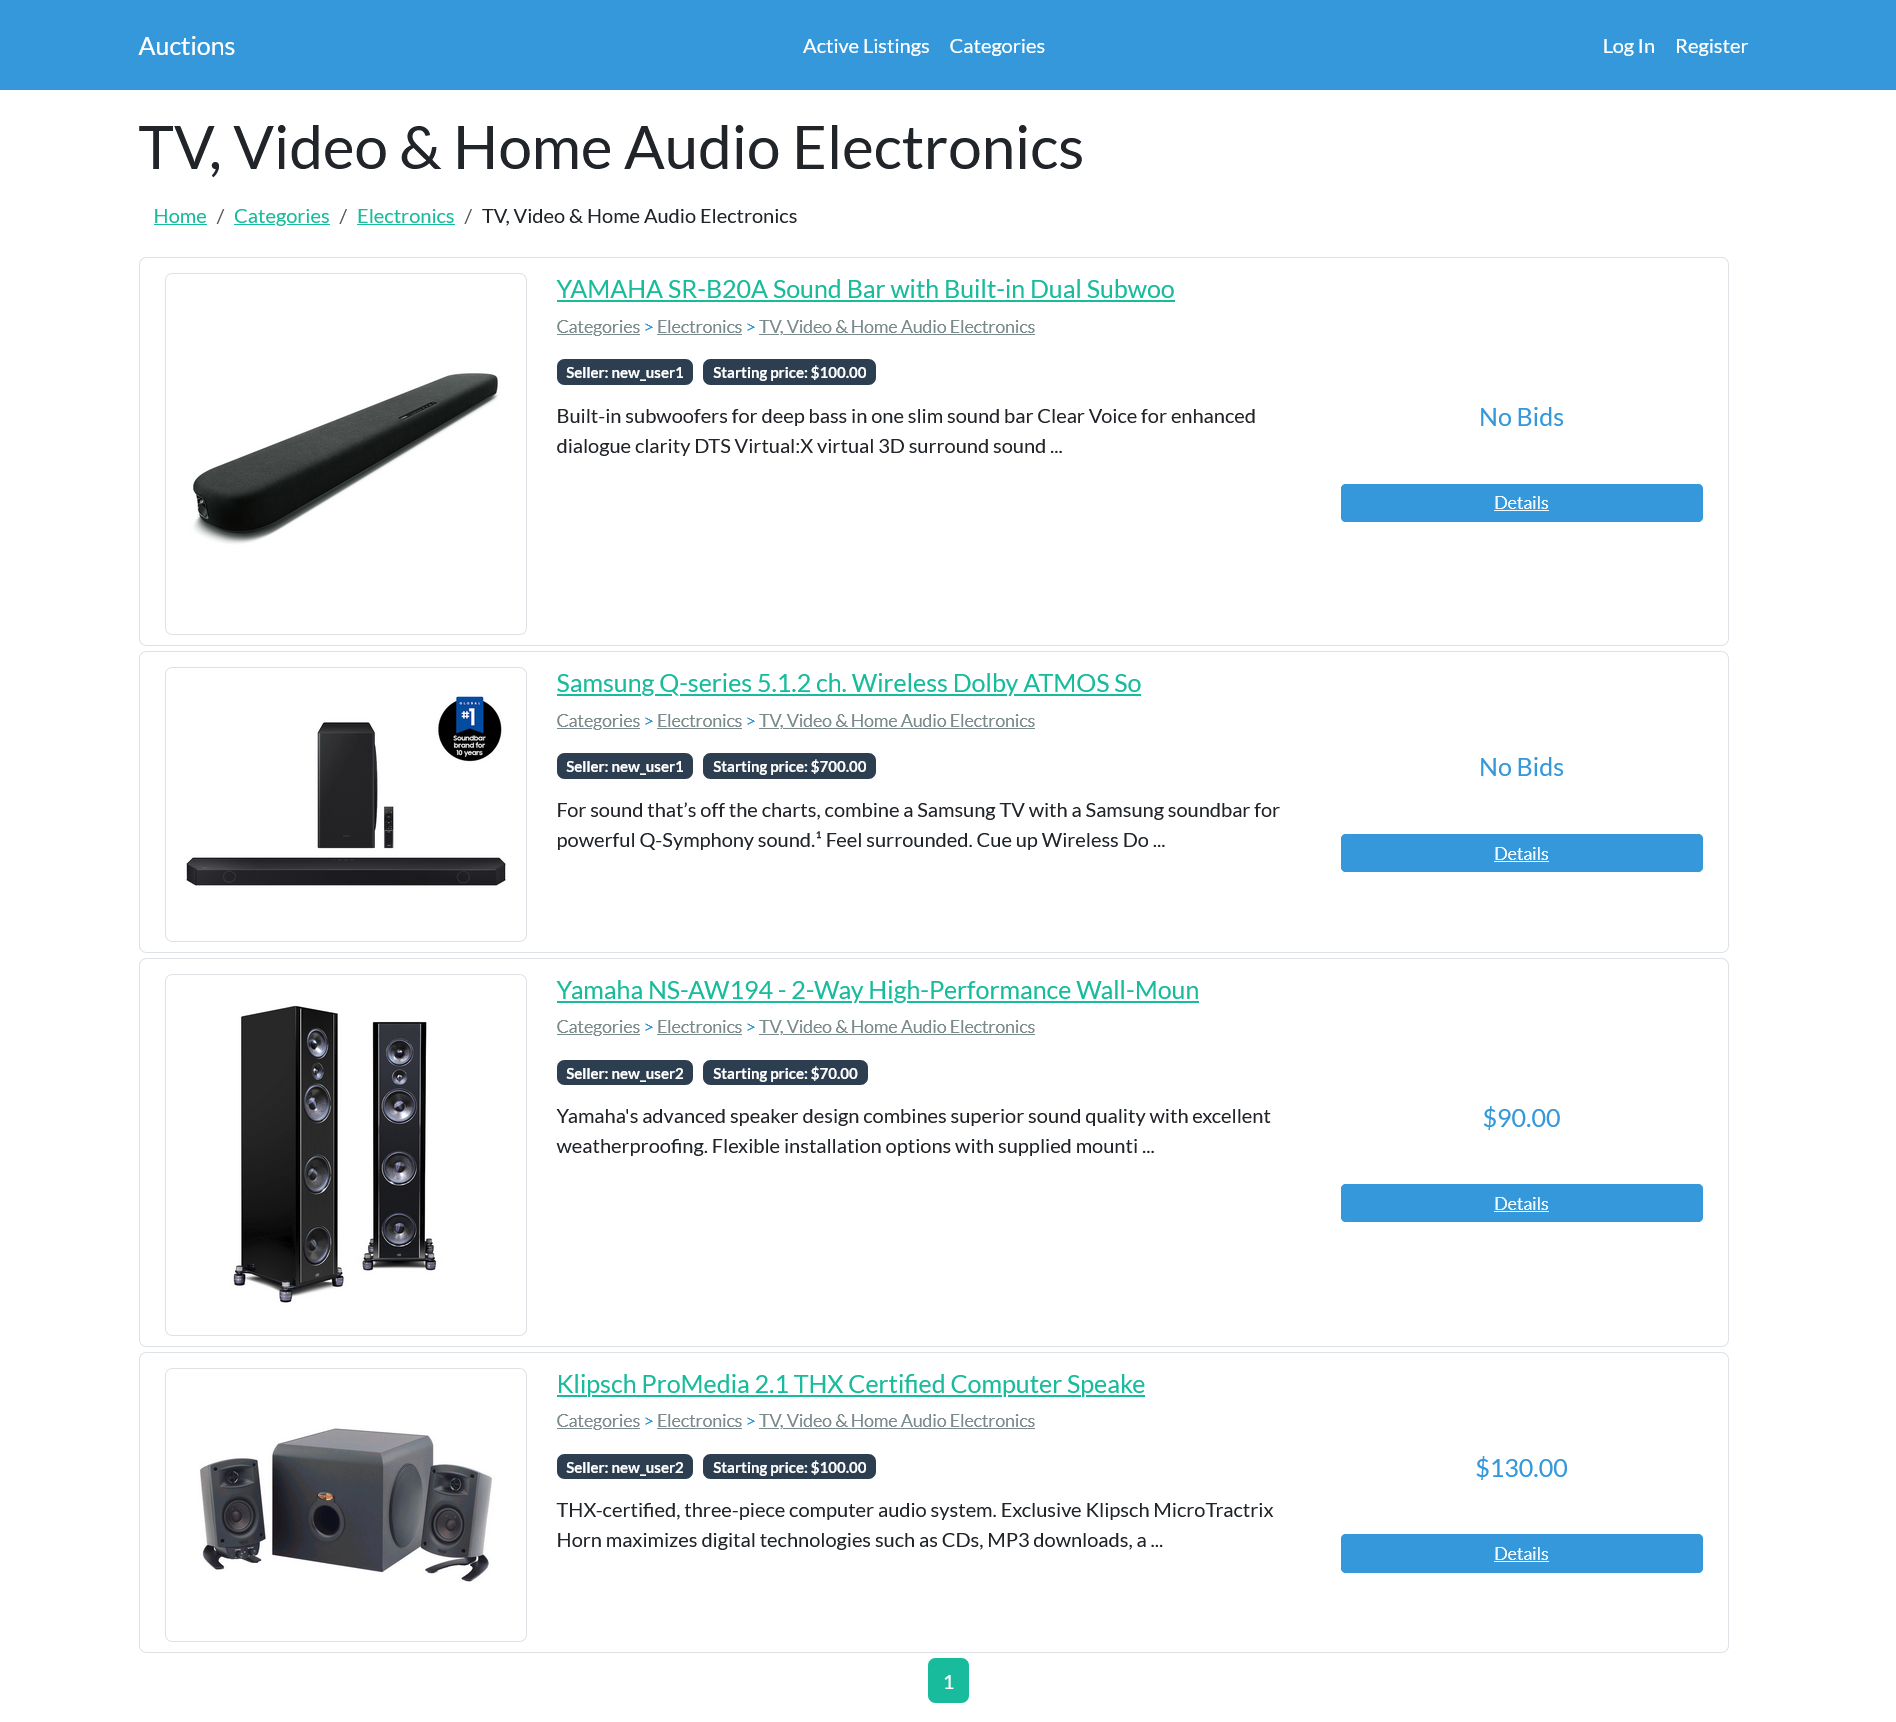 Auctions
Active Listings
Categories
Log In
Register
TV, Video & Home Audio Electronics
Home / Categories / Electronics / TV, Video & Home Audio Electronics
YAMAHA SR-B20A Sound Bar with Built-in Dual Subwoo
Categories > Electronics > TV, Video & Home Audio Electronics
Seller: new_user1 Starting price: $100.00
Built-in subwoofers for deep bass in one slim sound bar Clear Voice for enhanced
dialogue clarity DTS Virtual:X virtual 3D surround sound ...
No Bids
Details
GLOBAL
#1
Soundbar
brand for
10 years
Samsung Q-series 5.1.2 ch. Wireless Dolby ATMOS So
Categories > Electronics > TV, Video & Home Audio Electronics
Seller: new_user1 Starting price: $700.00
For sound that’s off the charts, combine a Samsung TV with a Samsung soundbar for
powerful Q-Symphony sound.¹ Feel surrounded. Cue up Wireless Do ...
No Bids
Details
Yamaha NS-AW194 - 2-Way High-Performance Wall-Moun
Categories > Electronics > TV, Video & Home Audio Electronics
Seller: new_user2 Starting price: $70.00
Yamaha's advanced speaker design combines superior sound quality with excellent
weatherproofing. Flexible installation options with supplied mounti ...
$90.00
Details
Klipsch ProMedia 2.1 THX Certified Computer Speake
Categories > Electronics > TV, Video & Home Audio Electronics
Seller: new_user2 Starting price: $100.00
THX-certified, three-piece computer audio system. Exclusive Klipsch MicroTractrix
Horn maximizes digital technologies such as CDs, MP3 downloads, a ...
$130.00
Details
1